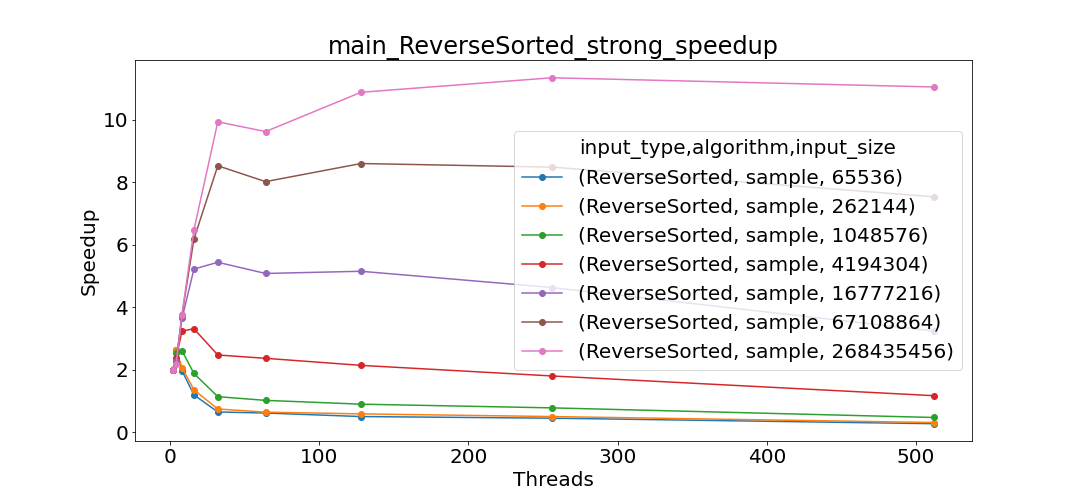 main_ReverseSorted_strong_speedup
Speedup
10
8
6
4
2
0
input_type,algorithm,input_size
(ReverseSorted, sample, 65536)
(ReverseSorted, sample, 262144)
(ReverseSorted, sample, 1048576)
(ReverseSorted, sample, 4194304)
(ReverseSorted, sample, 16777216)
(ReverseSorted, sample, 67108864)
(ReverseSorted, sample, 268435456)
0 100 200 300 400 500
Threads